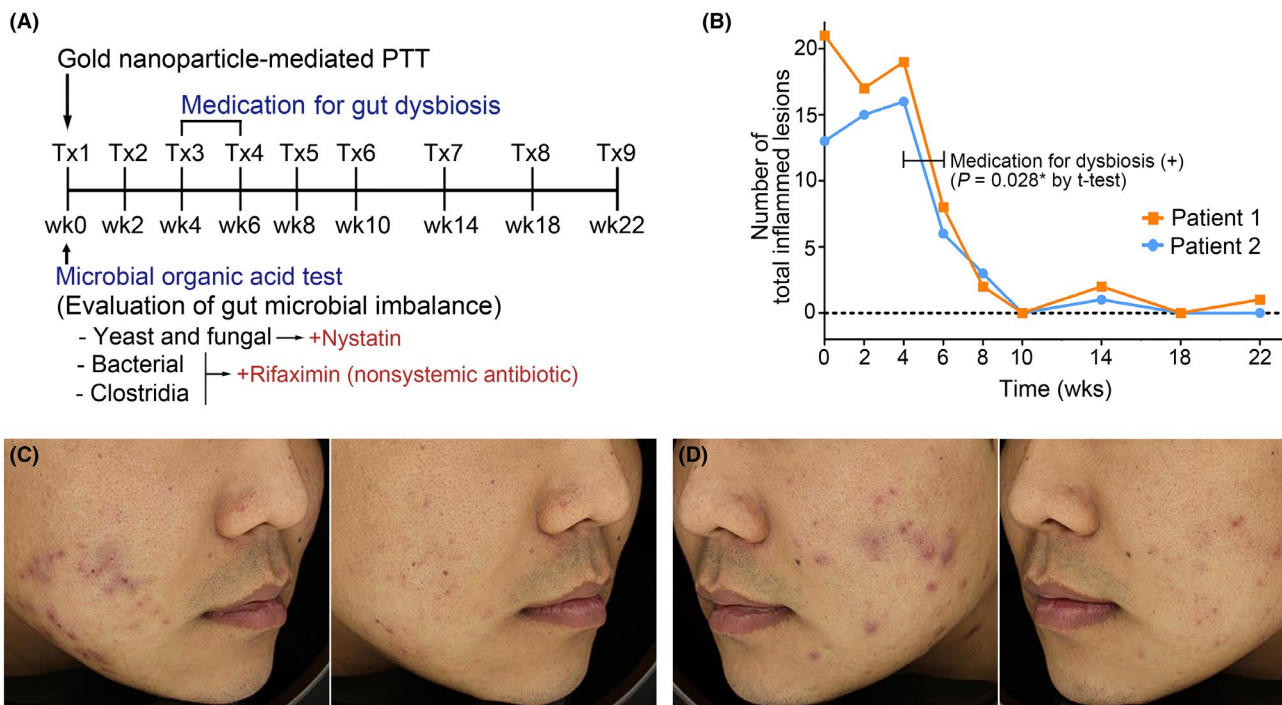 (A)
Gold nanoparticle-mediated PTT
Medication for gut dysbiosis
Tx1 Tx2 Tx3 Tx4 Tx5 Tx6 Tx7 Tx8 Tx9
wk0 wk2 wk4 wk6 wk8 wk10 wk14 wk18 wk22
Microbial organic acid test
(Evaluation of gut microbial imbalance)
- Yeast and fungal → +Nystatin
- Bacterial
- Clostridia
→ +Rifaximin (nonsystemic antibiotic)
(B)
Number of
total inflammed lesions
20
15
10
5
0
Medication for dysbiosis (+)
(P = 0.028* by t-test)
Patient 1
Patient 2
0 2 4 6 8 10 14 18 22
Time (wks)
(C)
(D)